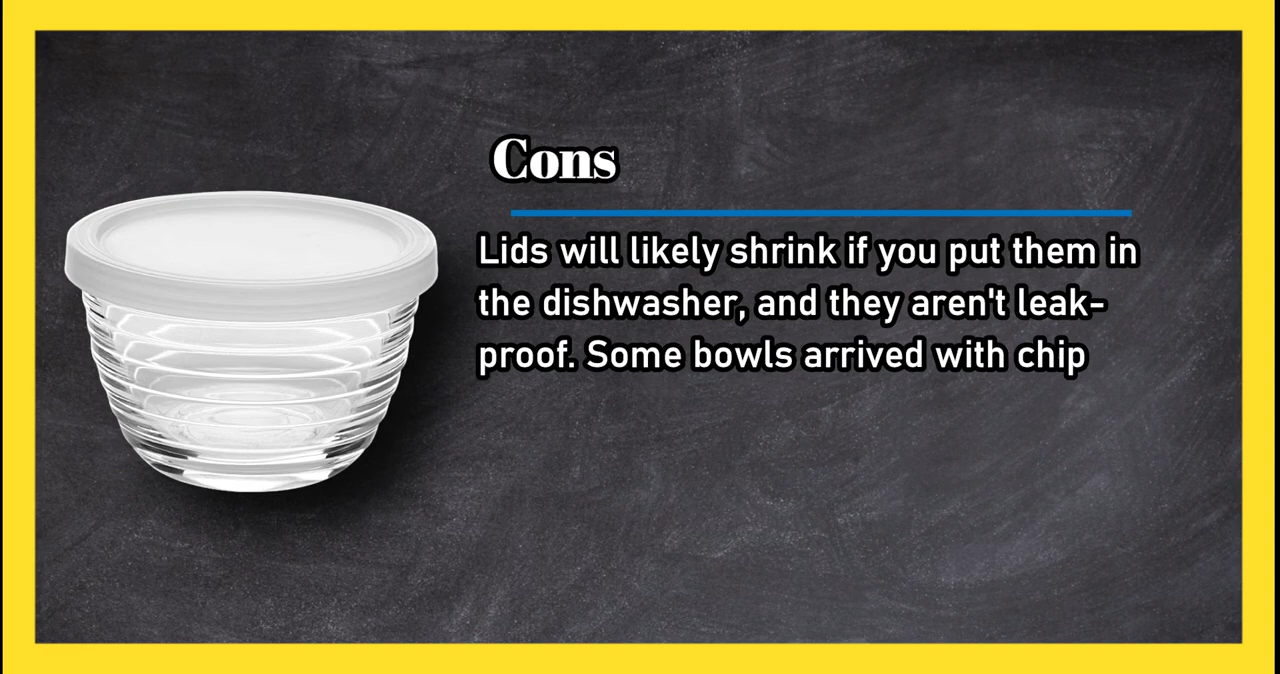 Cons
Lids will likely shrink if you put them in
the dishwasher, and they aren't leak-
proof. Some bowls arrived with chip